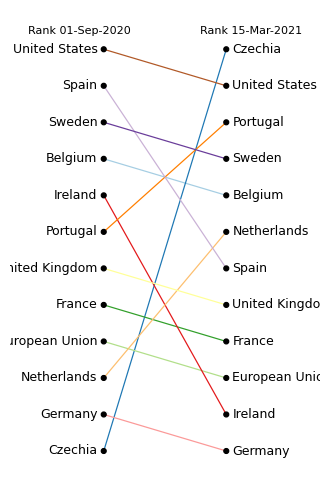 Rank 01-Sep-2020 Rank 15-Mar-2021
United States Czechia
Spain United States
Sweden Portugal
Belgium Sweden
Ireland Belgium
Portugal Netherlands
nited Kingdom Spain
France United Kingdo
uropean Union France
Netherlands European Unio
Germany Ireland
Czechia Germany